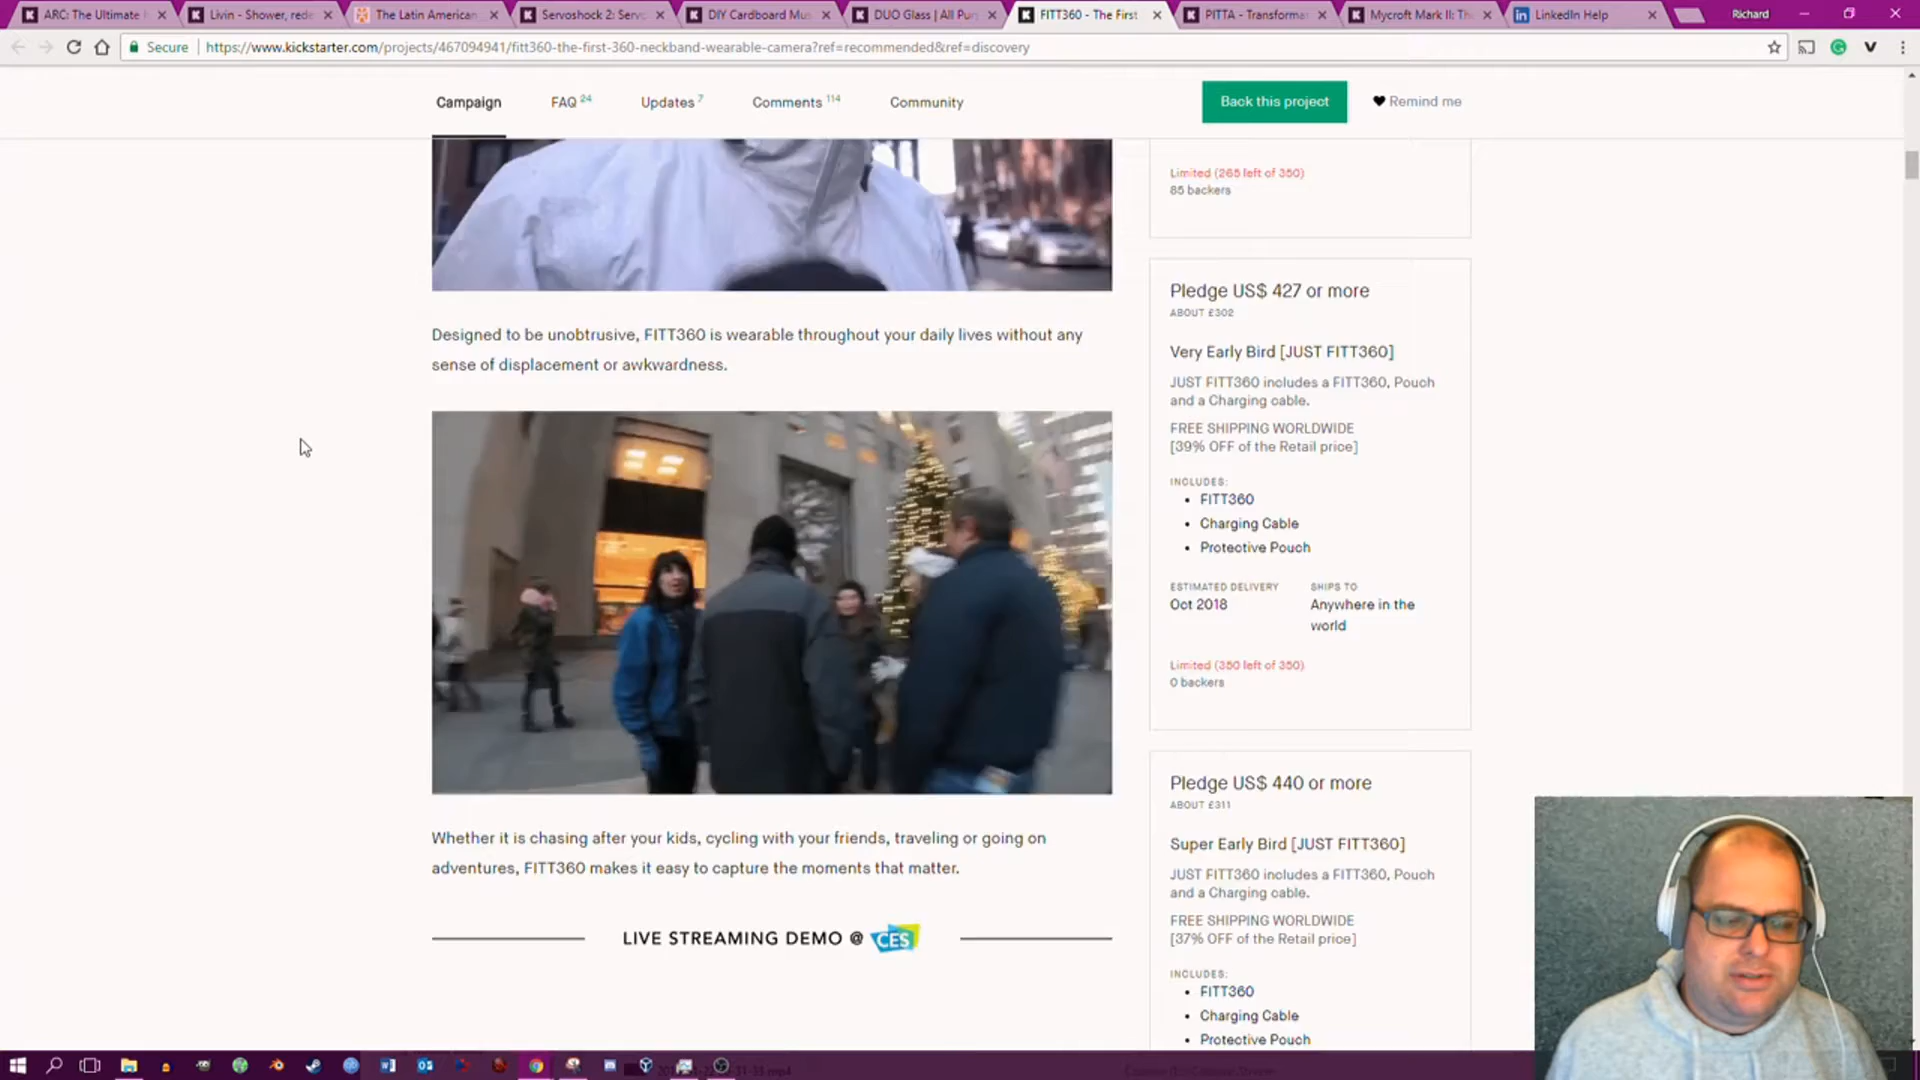 ARC: The Ultimate
Livin - Shower, rede
The Latin American
Servoshock 2: Servo
DIY Cardboard Mus
DUO Glass | All Pur
FITT360 - The First
PITTA - Transforma
Mycroft Mark II: Th
LinkedIn Help
Richard
Secure
https://www.kickstarter.com/projects/467094941/fitt360-the-first-360-neckband-wearable-camera?ref=recommended&ref=discovery
Campaign
FAQ 24
Updates 7
Comments 114
Community
Back this project
Remind me
Limited (265 left of 350)
85 backers
Designed to be unobtrusive, FITT360 is wearable throughout your daily lives without any
sense of displacement or awkwardness.
Whether it is chasing after your kids, cycling with your friends, traveling or going on
adventures, FITT360 makes it easy to capture the moments that matter.
LIVE STREAMING DEMO @ CES
Pledge US$ 427 or more
ABOUT £302
Very Early Bird [JUST FITT360]
JUST FITT360 includes a FITT360, Pouch
and a Charging cable.
FREE SHIPPING WORLDWIDE
[39% OFF of the Retail price]
INCLUDES:
• FITT360
• Charging Cable
• Protective Pouch
ESTIMATED DELIVERY
Oct 2018
SHIPS TO
Anywhere in the
world
Limited (350 left of 350)
0 backers
Pledge US$ 440 or more
ABOUT £311
Super Early Bird [JUST FITT360]
JUST FITT360 includes a FITT360, Pouch
and a Charging cable.
FREE SHIPPING WORLDWIDE
[37% OFF of the Retail price]
INCLUDES:
• FITT360
• Charging Cable
• Protective Pouch